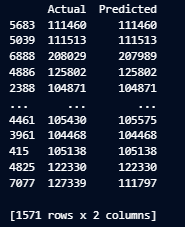 Actual Predicted
5683 111460 111460
5039 111513 111513
6888 208029 207989
4886 125802 125802
2388 104871 104871
... ... ...
4461 105430 105575
3961 104468 104468
415 105138 105138
4825 122330 122330
7077 127339 111797
[1571 rows x 2 columns]